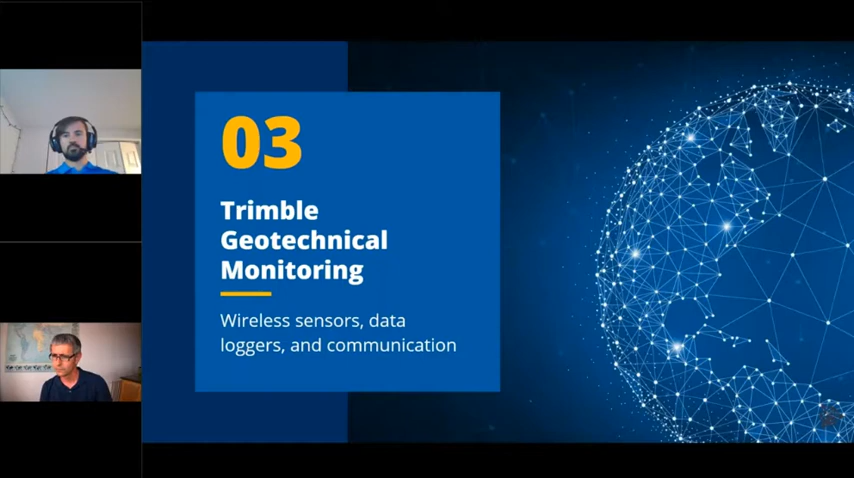 03
Trimble
Geotechnical
Monitoring
Wireless sensors, data
loggers, and communication